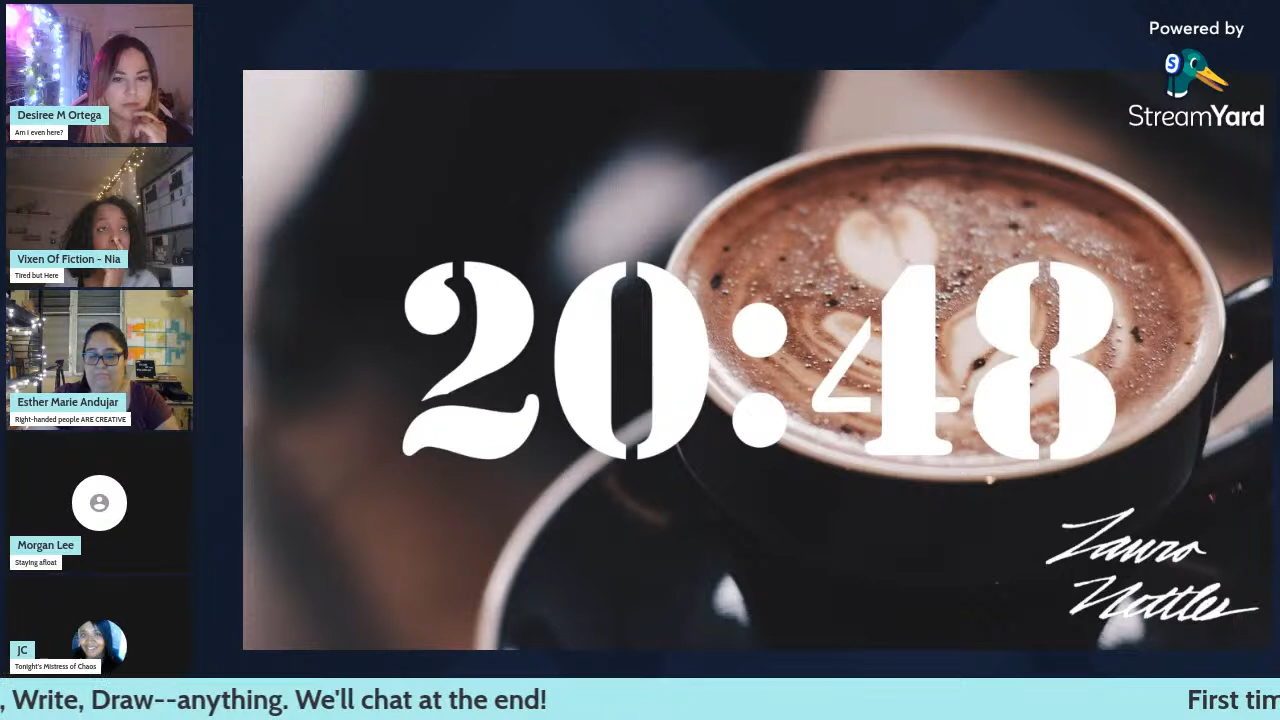 Desiree M Ortega
Am I even here?
Vixen Of Fiction - Nia
Tired but Here
Esther Marie Andujar
Right-handed people ARE CREATIVE
Morgan Lee
Staying afloat
JC
Tonight's Mistress of Chaos
20:48
Powered by
S
StreamYard
, Write, Draw--anything. We'll chat at the end!
First tim